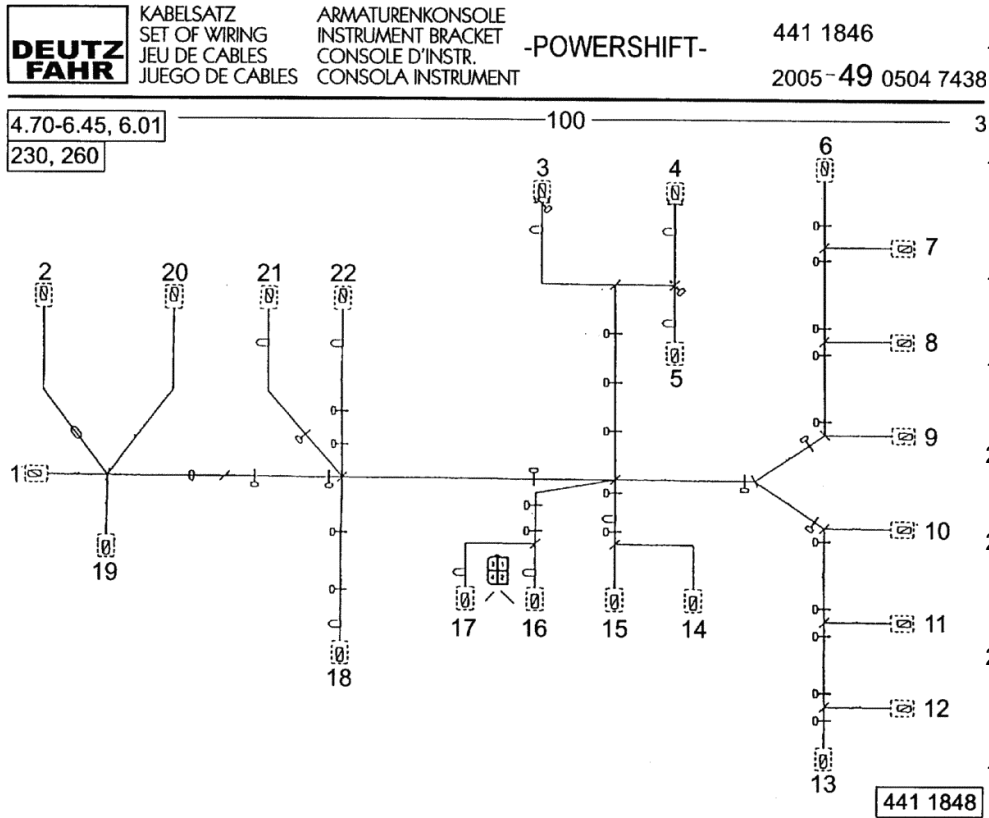 DEUTZ
FAHR
KABELSATZ
SET OF WIRING
JEU DE CABLES
JUEGO DE CABLES
ARMATURENKONSOLE
INSTRUMENT BRACKET
CONSOLE D'INSTR.
CONSOLA INSTRUMENT
-POWERSHIFT-
441 1846
2005-49 0504 7438
4.70-6.45, 6.01
230, 260
100
3
6
3
4
7
2
20
21
22
8
5
9
1
10
19
17
16
15
14
11
18
12
13
441 1848